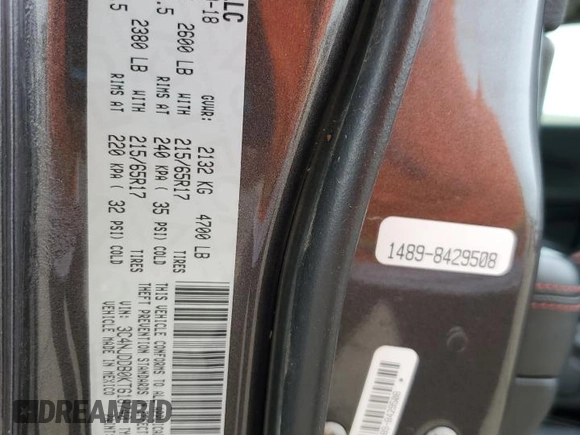 LC
-18
GVWR: 2132 KG 4700 LB
.5 2600 LB WITH
RIMS AT 240 KPA ( 35 PSI) COLD
215/65R17 TIRES
5 2380 LB WITH
RIMS AT 220 KPA ( 32 PSI) COLD
215/65R17 TIRES
THIS VEHICLE CONFORMS TO
THEFT PREVENTION STANDARDS
VIN: 3C4NJDDB0KT
VEHICLE MADE IN MEXICO
1489-8429508
DREAMBID